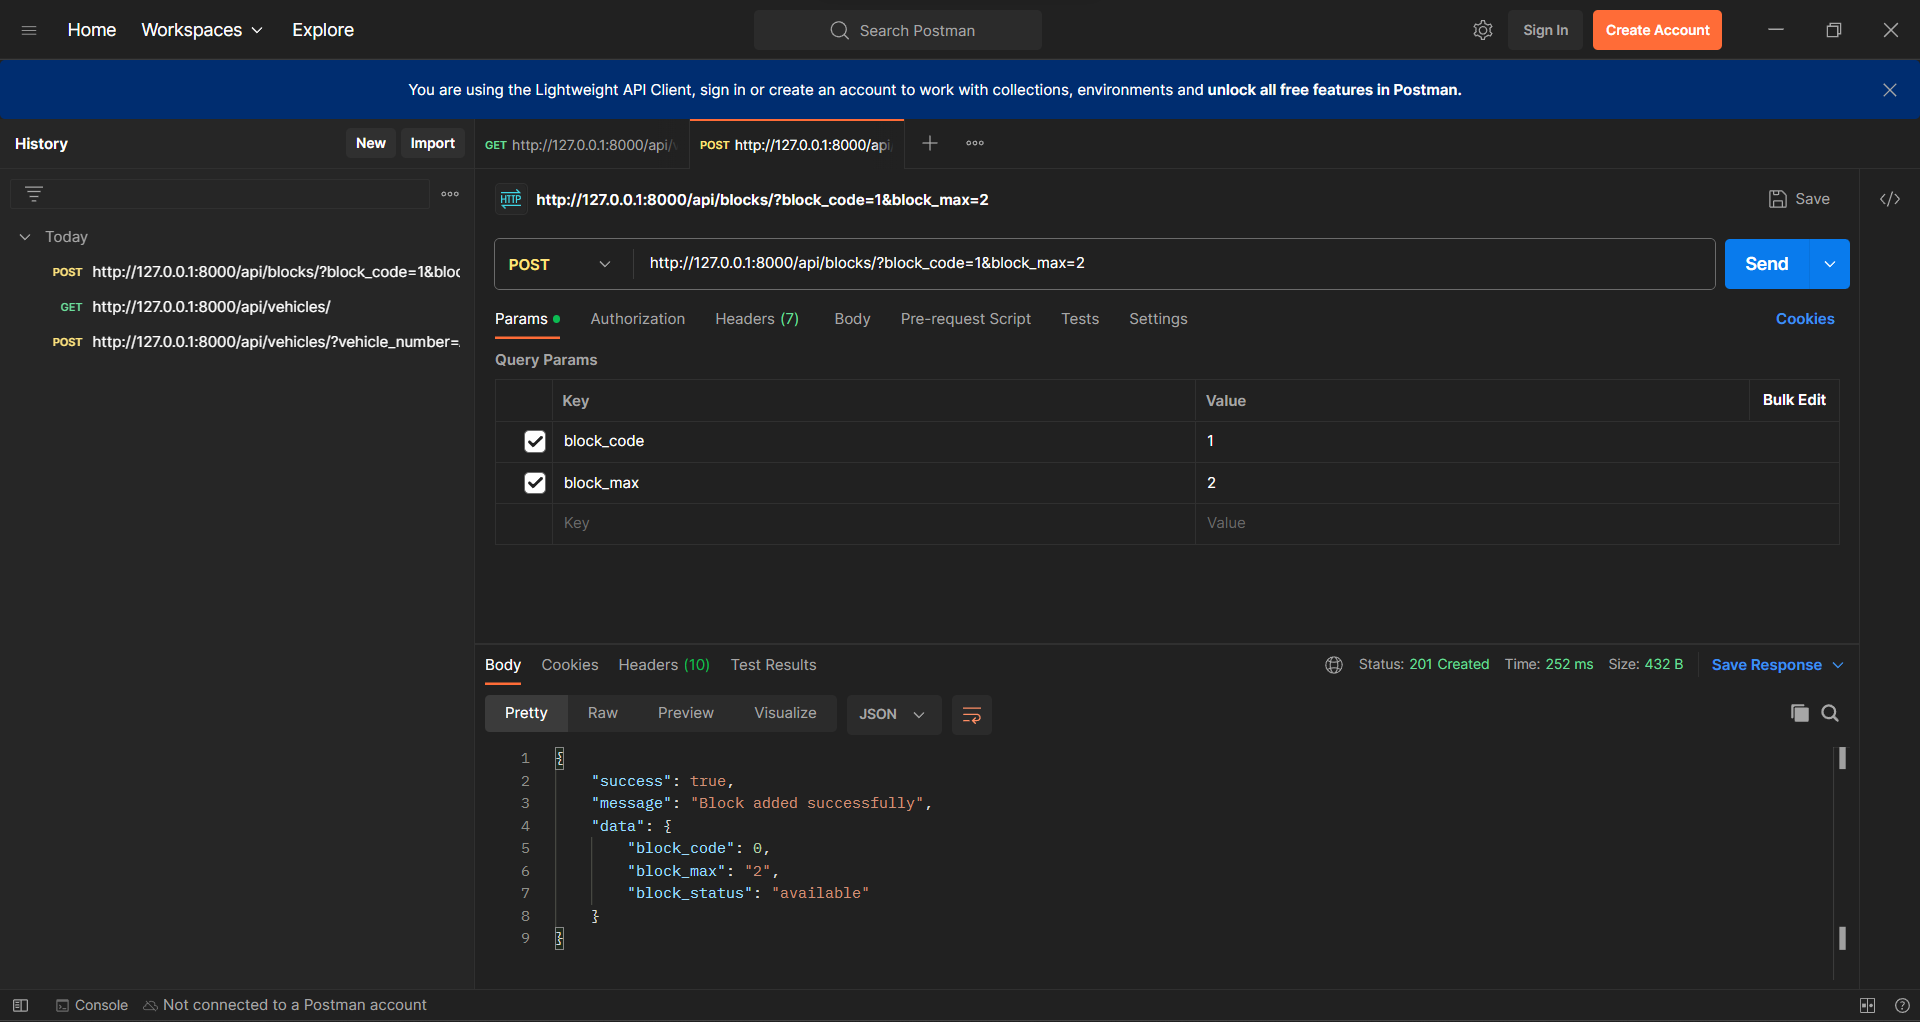 Home Workspaces Explore Search Postman Sign In Create Account
You are using the Lightweight API Client, sign in or create an account to work with collections, environments and unlock all free features in Postman.
History New Import
GET http://127.0.0.1:8000/api/
POST http://127.0.0.1:8000/api
Today
POST http://127.0.0.1:8000/api/blocks/?block_code=1&bloc
GET http://127.0.0.1:8000/api/vehicles/
POST http://127.0.0.1:8000/api/vehicles/?vehicle_number=
HTTP http://127.0.0.1:8000/api/blocks/?block_code=1&block_max=2 Save </>
POST http://127.0.0.1:8000/api/blocks/?block_code=1&block_max=2 Send
Params Authorization Headers (7) Body Pre-request Script Tests Settings Cookies
Query Params
Key Value Bulk Edit
block_code 1
block_max 2
Key Value
Body Cookies Headers (10) Test Results Status: 201 Created Time: 252 ms Size: 432 B Save Response
Pretty Raw Preview Visualize JSON
1 {
2 "success": true,
3 "message": "Block added successfully",
4 "data": {
5 "block_code": 0,
6 "block_max": "2",
7 "block_status": "available"
8 }
9 }
Console Not connected to a Postman account